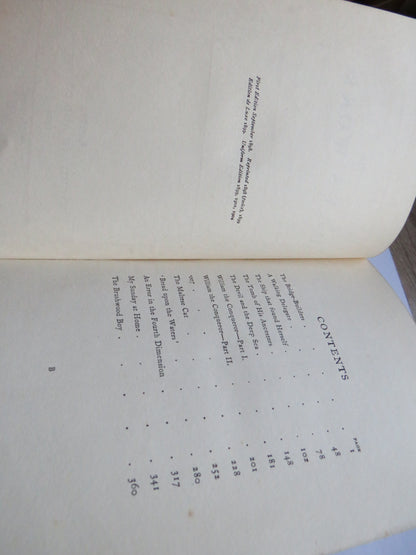 First Edition September 1898. Reprinted 1898 (twice), 1899
Edition de Luxe 1899. Uniform Edition 1899, 1902, 1904
CONTENTS
PAGE
The Bridge-Builders . . . 1
A Walking Delegate . . . 48
The Ship that Found Herself . . . 78
The Tomb of His Ancestors . . . 102
The Devil and the Deep Sea . . . 148
William the Conqueror—Part I. . . . 181
William the Conqueror—Part II. . . . 201
·007 . . . . 228
The Maltese Cat . . . . 252
‘Bread upon the Waters’ . . . . 280
An Error in the Fourth Dimension . . . 317
My Sunday at Home . . . . 341
The Brushwood Boy . . . . 360
B